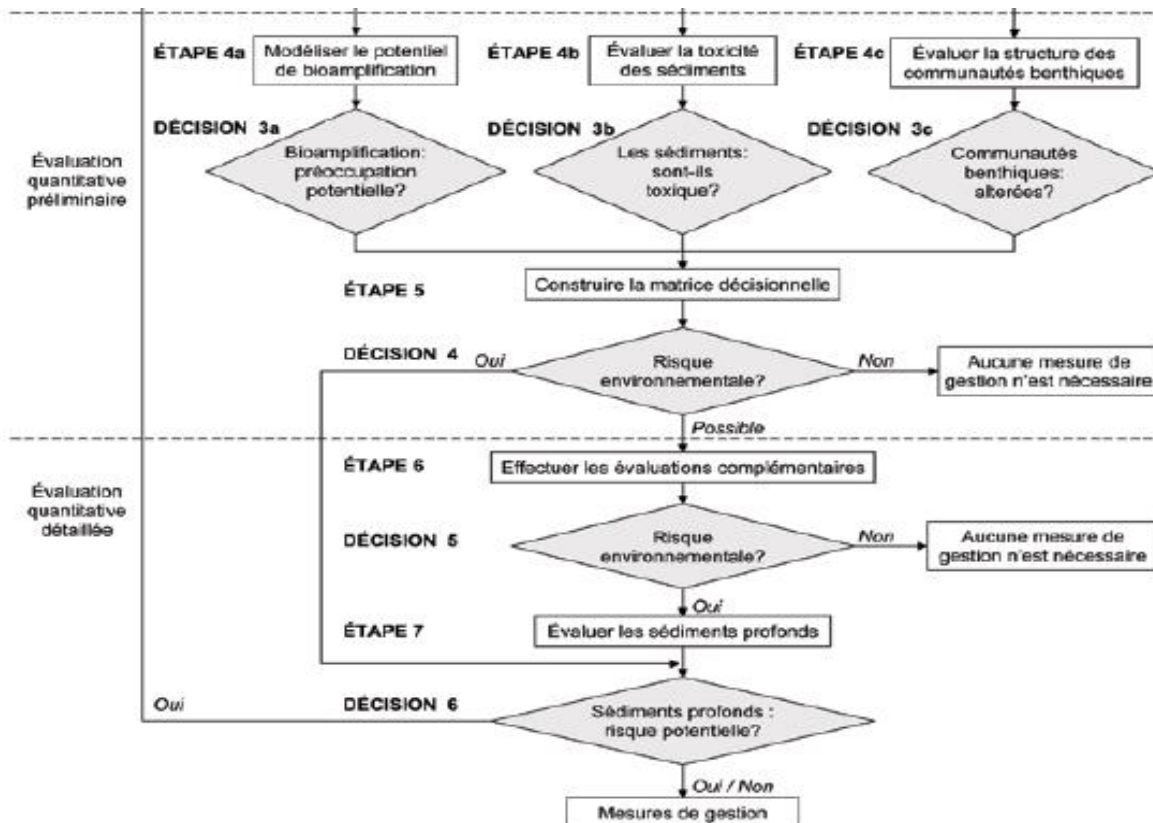 ÉTAPE 4a
Modéliser le potentiel
de bioamplification
ÉTAPE 4b
Évaluer la toxicité
des sédiments
ÉTAPE 4c
Évaluer la structure des
communautés benthiques
DÉCISION 3a
Bioamplification:
préoccupation
potentielle?
DÉCISION 3b
Les sédiments:
sont-ils
toxique?
DÉCISION 3c
Communautés
benthiques:
alterées?
Évaluation
quantitative
préliminaire
ÉTAPE 5
Construire la matrice décisionnelle
DÉCISION 4
Oui
Risque
environnementale?
Non
Aucune mesure de
gestion n'est nécessaire
Possible
Évaluation
quantitative
détaillée
ÉTAPE 6
Effectuer les évaluations complémentaires
DÉCISION 5
Risque
environnementale?
Non
Aucune mesure de
gestion n'est nécessaire
Oui
ÉTAPE 7
Évaluer les sédiments profonds
Oui
DÉCISION 6
Sédiments profonds :
risque potentielle?
Oui / Non
Mesures de gestion